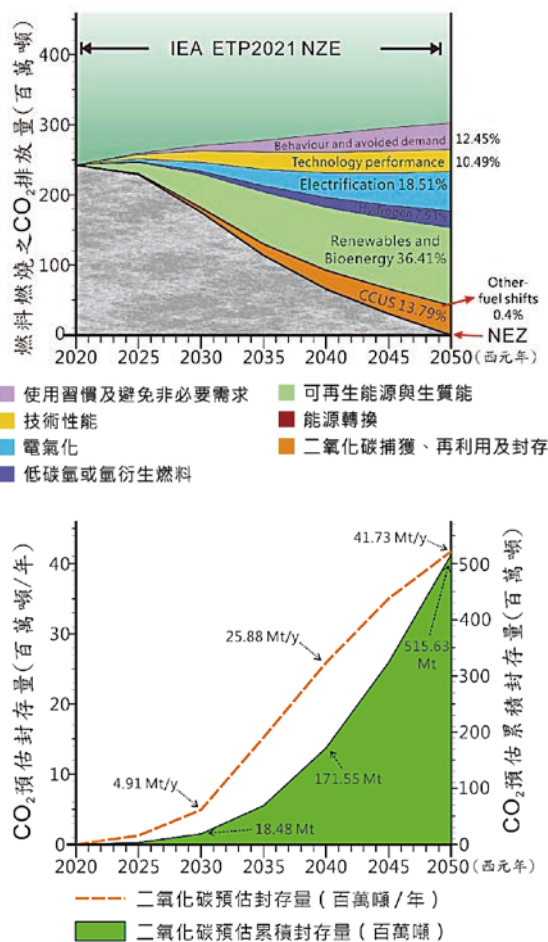 IEA ETP2021 NZE
燃料燃燒之CO₂排放量(百萬噸)
400
300
200
100
0
Behaviour and avoided demand 12.45%
Technology performance 10.49%
Electrification 18.51%
Hydrogen 7.93%
Renewables and
Bioenergy 36.41%
CCUS 13.79%
Other-
fuel shifts
0.4%
NEZ
2020 2025 2030 2035 2040 2045 2050 (西元年)
使用習慣及避免非必要需求
可再生能源與生質能
技術性能
能源轉換
電氣化
二氧化碳捕獲、再利用及封存
低碳氫或氫衍生燃料
CO₂預估封存量(百萬噸/年)
40
30
20
10
0
41.73 Mt/y
25.88 Mt/y
4.91 Mt/y
515.63
Mt
171.55 Mt
18.48 Mt
500
400
300
200
100
0
CO₂預估累積封存量(百萬噸)
2020 2025 2030 2035 2040 2045 2050 (西元年)
二氧化碳預估封存量(百萬噸/年)
二氧化碳預估累積封存量(百萬噸)